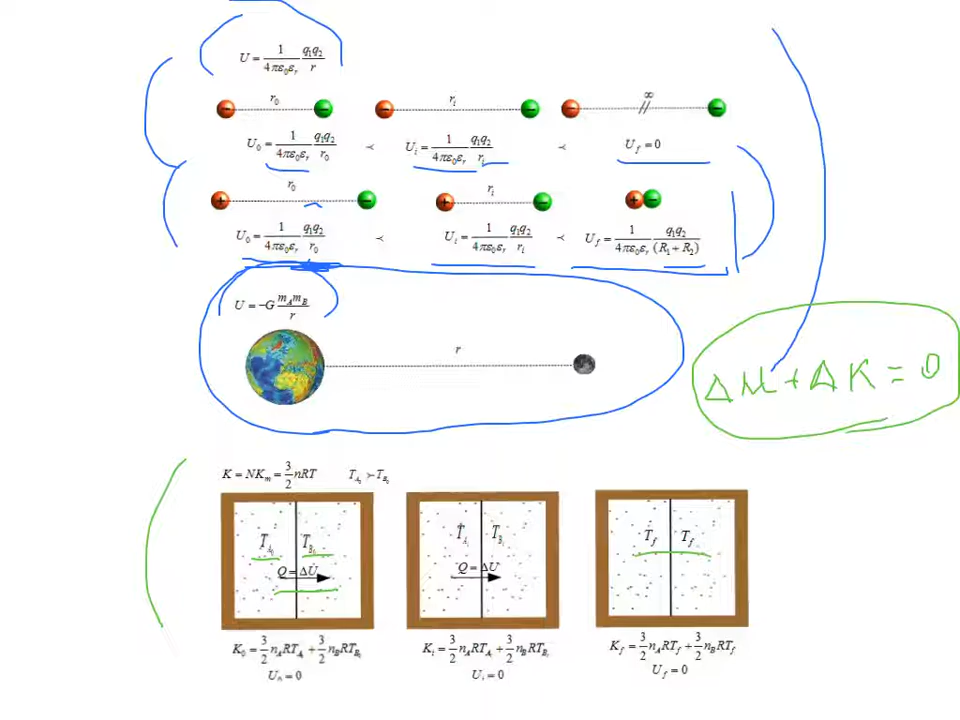 U = 1/4πε₀εᵣ q₁q₂/r
r₀ rᵢ ∞
U₀ = 1/4πε₀εᵣ q₁q₂/r₀ ≺ Uᵢ = 1/4πε₀εᵣ q₁q₂/rᵢ ≺ U_f = 0
r₀ rᵢ
U₀ = 1/4πε₀εᵣ q₁q₂/r₀ ≺ Uᵢ = 1/4πε₀εᵣ q₁q₂/rᵢ ≺ U_f = 1/4πε₀εᵣ q₁q₂/(R₁ + R₂)
U = −G m_A m_B/r
r
ΔU + ΔK = 0
K = NK_m = 3/2 nRT T_A₀ ≻ T_B₀
T_A₀ T_B₀ T_Aᵢ T_Bᵢ T_f T_f
Q = ΔU Q = ΔU
K₀ = 3/2 n_A RT_A₀ + 3/2 n_B RT_B₀ Kᵢ = 3/2 n_A RT_Aᵢ + 3/2 n_B RT_Bᵢ K_f = 3/2 n_A RT_f + 3/2 n_B RT_f
U₀ = 0 Uᵢ = 0 U_f = 0